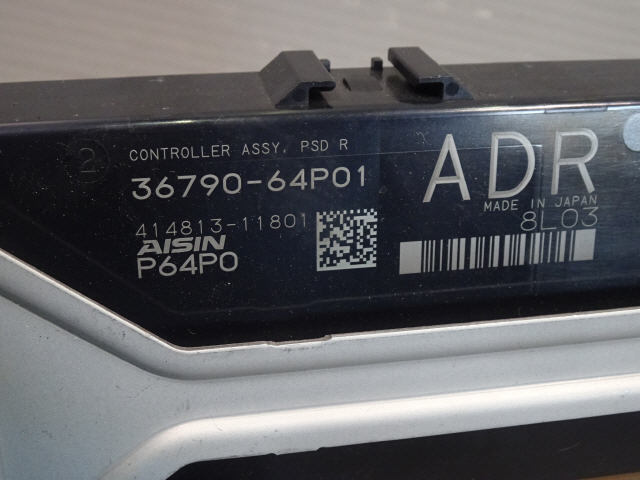 2
CONTROLLER ASSY, PSD R
36790-64P01
414813-11801
AISIN
P64P0
ADR
MADE IN JAPAN
8L03